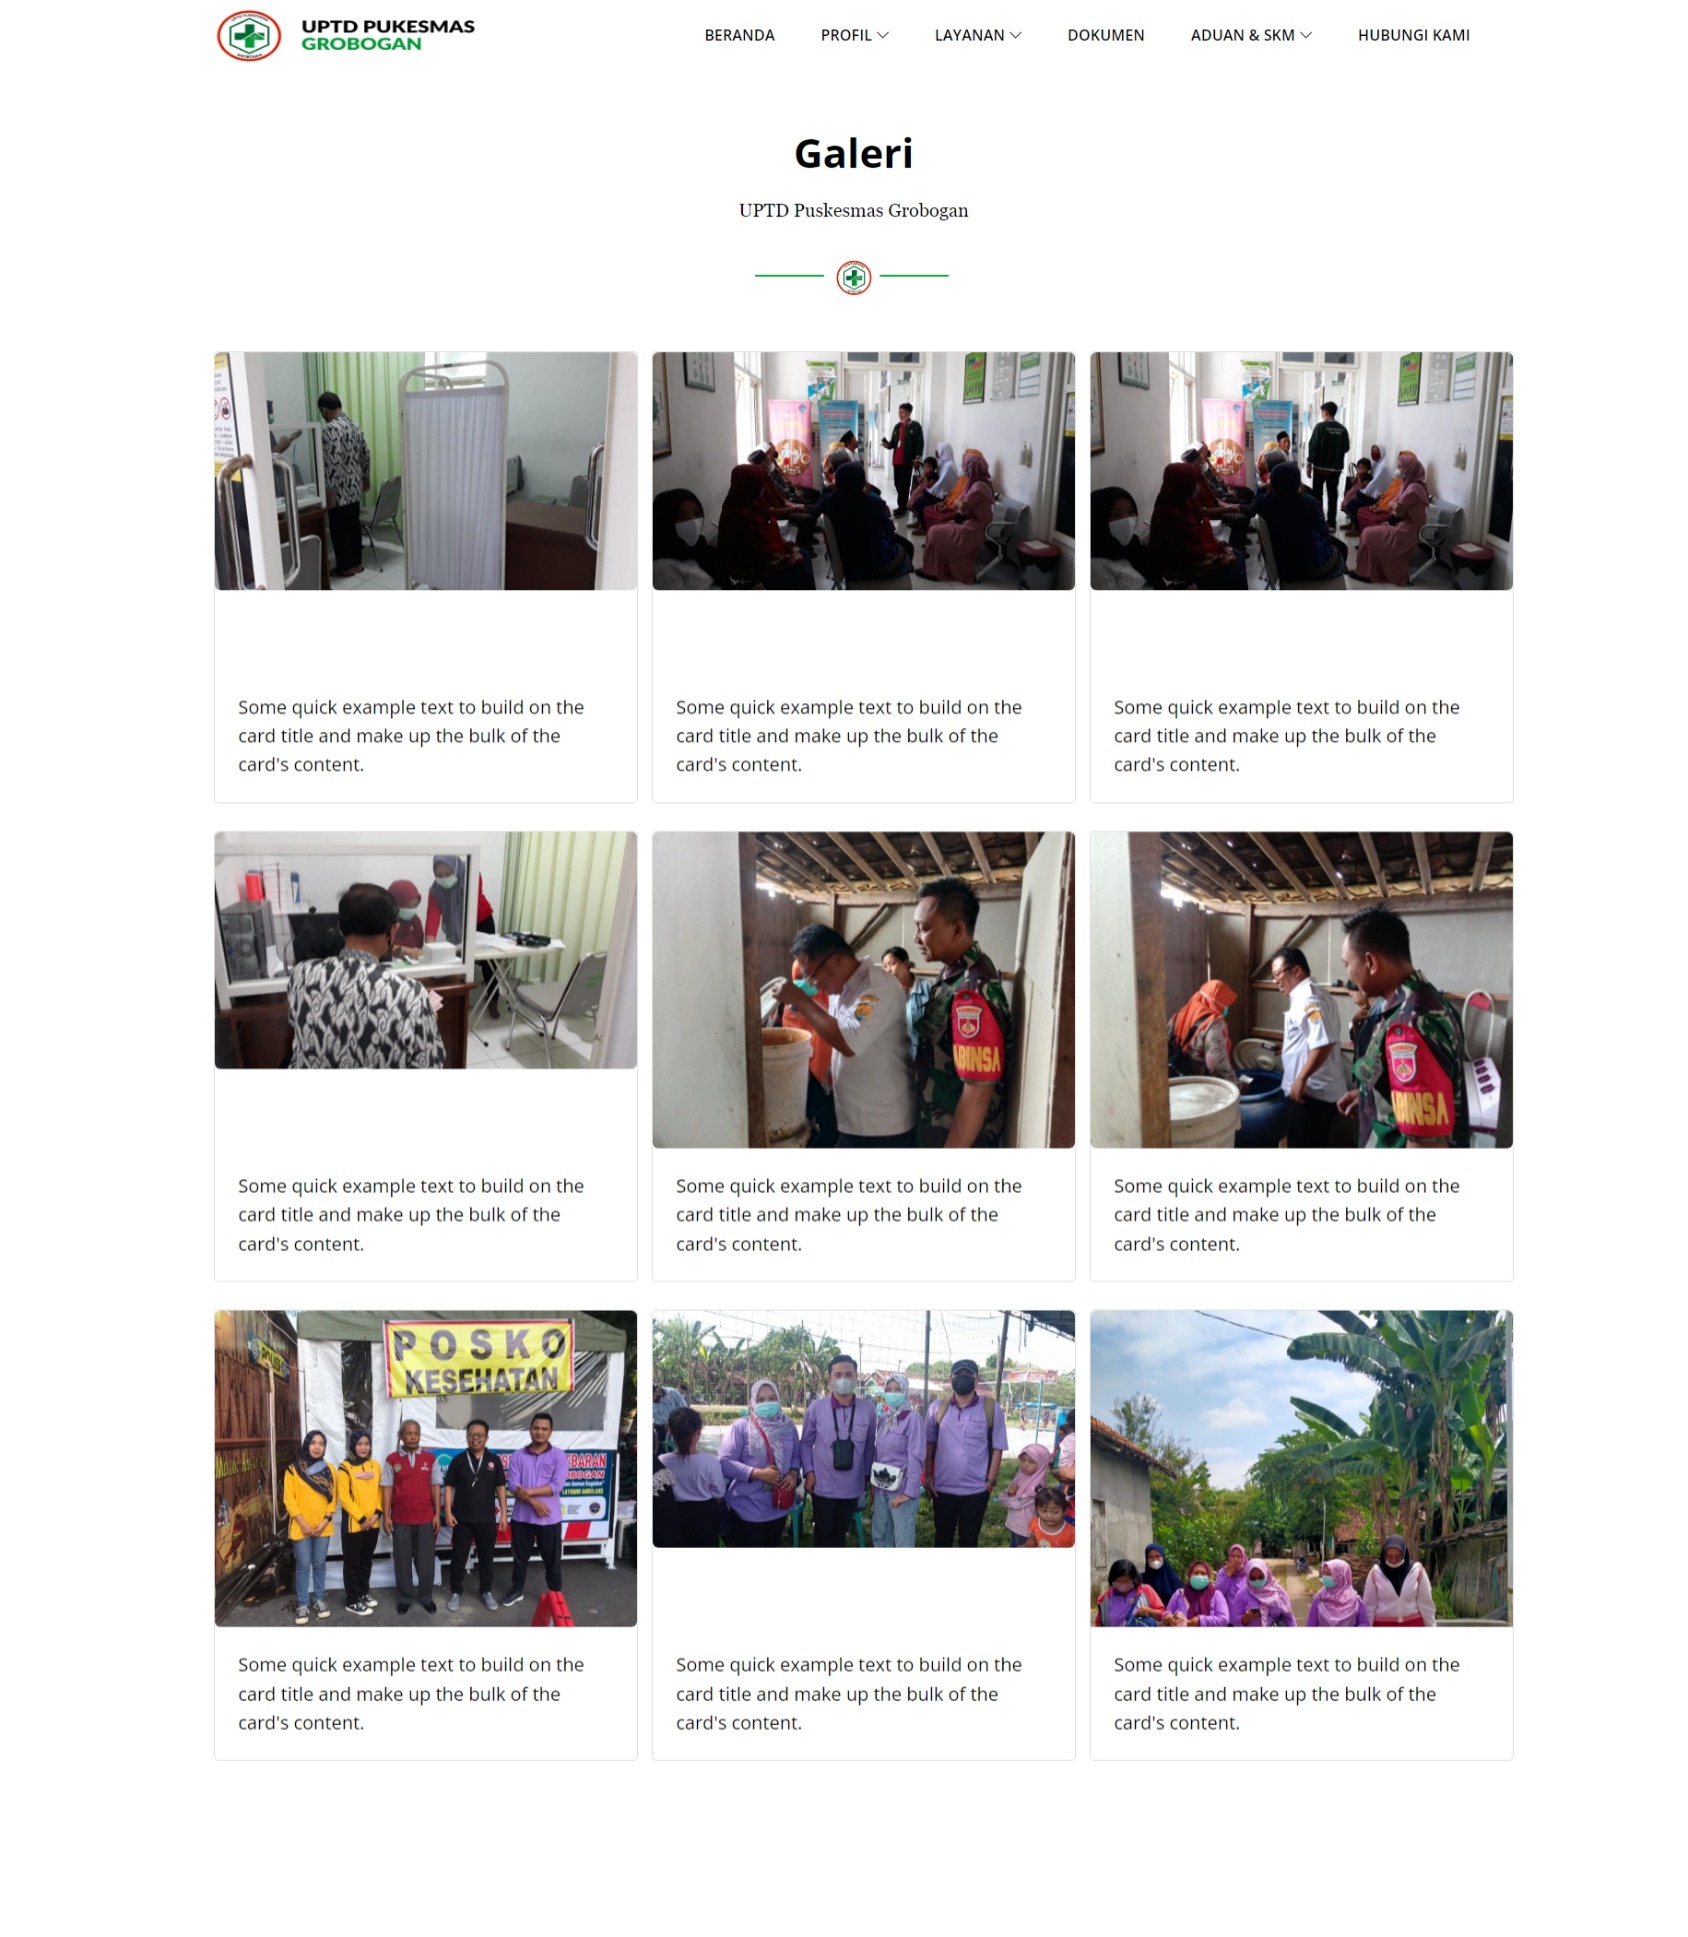 UPTD PUKESMAS
GROBOGAN
BERANDA
PROFIL
LAYANAN
DOKUMEN
ADUAN & SKM
HUBUNGI KAMI
Galeri
UPTD Puskesmas Grobogan
Some quick example text to build on the
card title and make up the bulk of the
card's content.
Some quick example text to build on the
card title and make up the bulk of the
card's content.
Some quick example text to build on the
card title and make up the bulk of the
card's content.
ABINSA
ABINSA
Some quick example text to build on the
card title and make up the bulk of the
card's content.
Some quick example text to build on the
card title and make up the bulk of the
card's content.
Some quick example text to build on the
card title and make up the bulk of the
card's content.
POSKO
KESEHATAN
EBARAN
OBOGAN
Some quick example text to build on the
card title and make up the bulk of the
card's content.
Some quick example text to build on the
card title and make up the bulk of the
card's content.
Some quick example text to build on the
card title and make up the bulk of the
card's content.